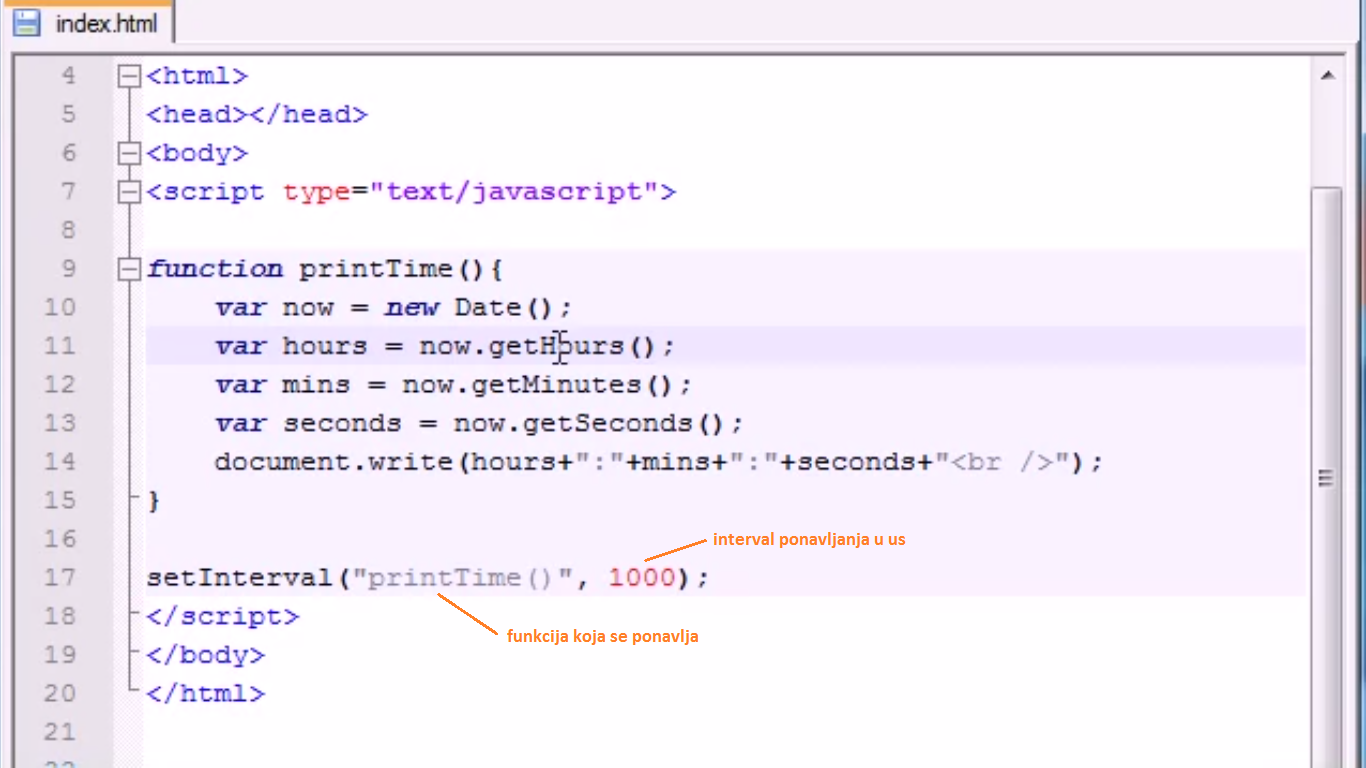 index.html
4 <html>
5 <head></head>
6 <body>
7 <script type="text/javascript">
8
9 function printTime(){
10 var now = new Date();
11 var hours = now.getHours();
12 var mins = now.getMinutes();
13 var seconds = now.getSeconds();
14 document.write(hours+":"+mins+":"+seconds+"<br />");
15 }
16
interval ponavljanja u us
17 setInterval("printTime()", 1000);
18 </script>
funkcija koja se ponavlja
19 </body>
20 </html>
21